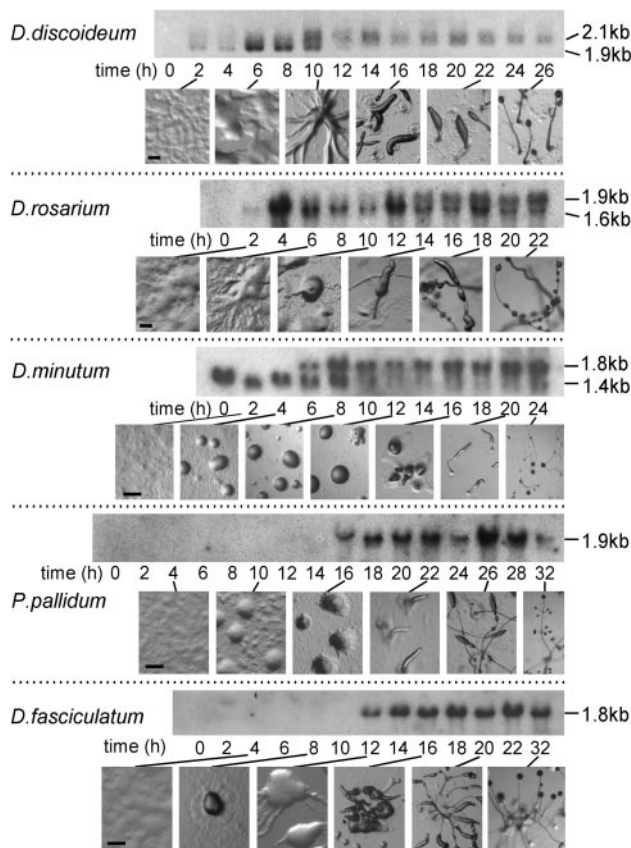 D.discoideum
2.1kb
1.9kb
time (h) 0 2 4 6 8 10 12 14 16 18 20 22 24 26
D.rosarium
1.9kb
1.6kb
time (h) 0 2 4 6 8 10 12 14 16 18 20 22
D.minutum
1.8kb
1.4kb
time (h) 0 2 4 6 8 10 12 14 16 18 20 24
1.9kb
time (h) 0 2 4 6 8 10 12 14 16 18 20 22 24 26 28 32
P.pallidum
D.fasciculatum
1.8kb
time (h) 0 2 4 6 8 10 12 14 16 18 20 22 32